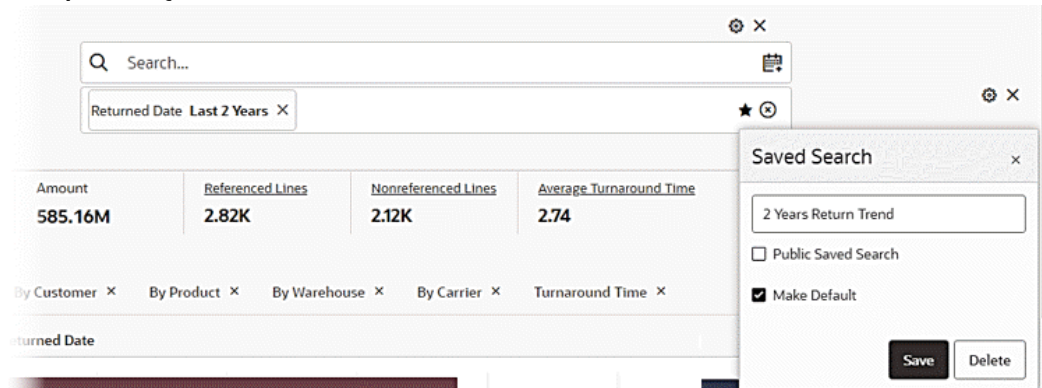 Search...
Returned Date Last 2 Years
Saved Search
Amount Referenced Lines Nonreferenced Lines Average Turnaround Time
585.16M 2.82K 2.12K 2.74
2 Years Return Trend
Public Saved Search
By Customer × By Product × By Warehouse × By Carrier × Turnaround Time ×
Make Default
Date
Save Delete